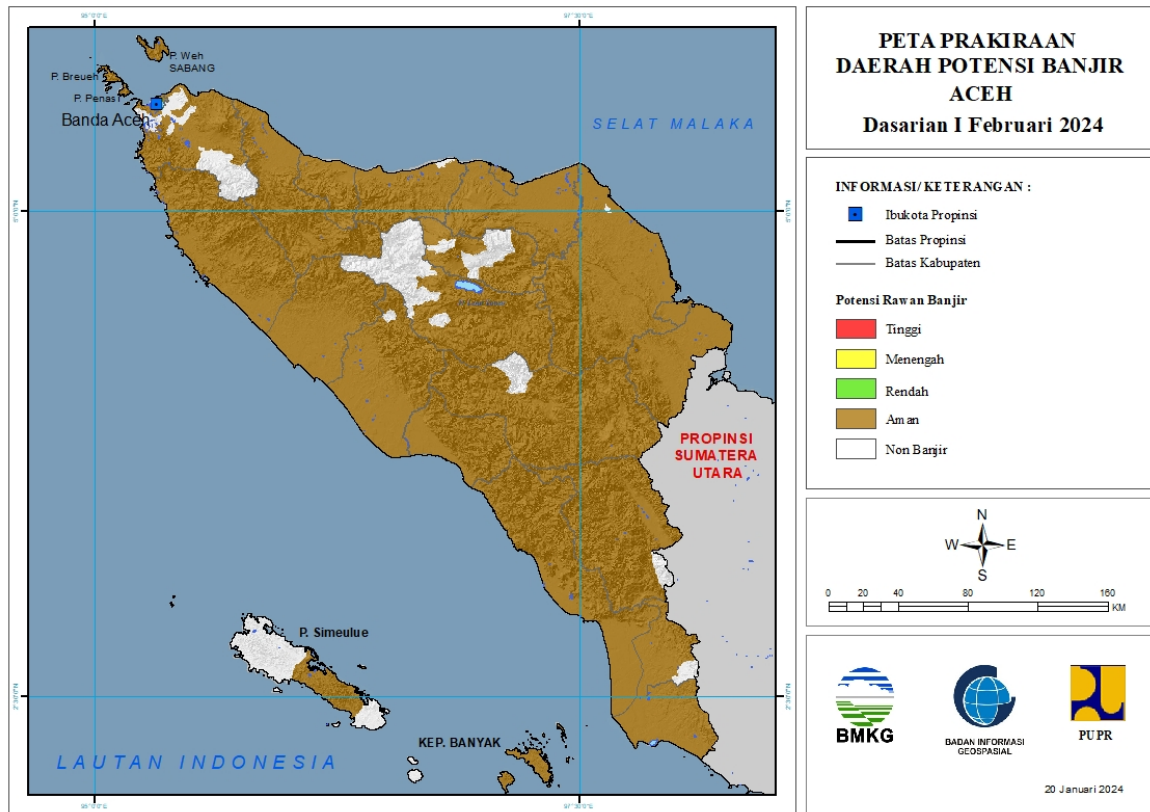 P. Weh
SABANG
P. Breueh
P. Penasi
Banda Aceh
SELAT MALAKA
PROPINSI
SUMATERA
UTARA
P. Simeulue
KEP. BANYAK
LAUTAN INDONESIA
PETA PRAKIRAAN
DAERAH POTENSI BANJIR
ACEH
Dasarian I Februari 2024
INFORMASI/ KETERANGAN :
Ibukota Propinsi
Batas Propinsi
Batas Kabupaten
Potensi Rawan Banjir
Tinggi
Menengah
Rendah
Aman
Non Banjir
N
W E
S
0 20 40 80 120 160
KM
BMKG
BADAN INFORMASI
GEOSPASIAL
PUPR
20 Januari 2024